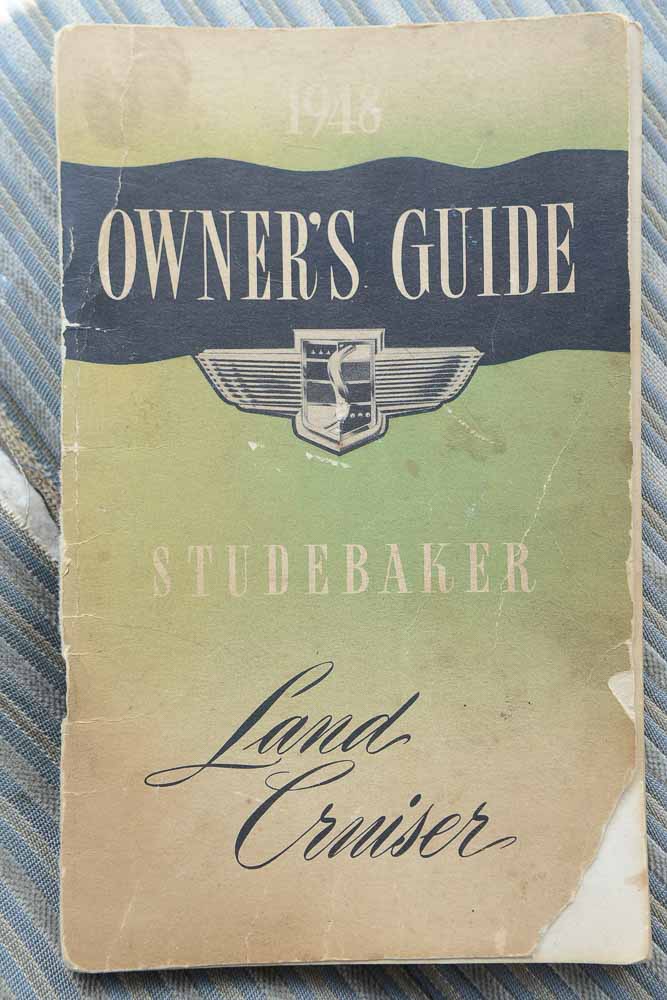 1948
OWNER'S GUIDE
S
STUDEBAKER
Land
Cruiser